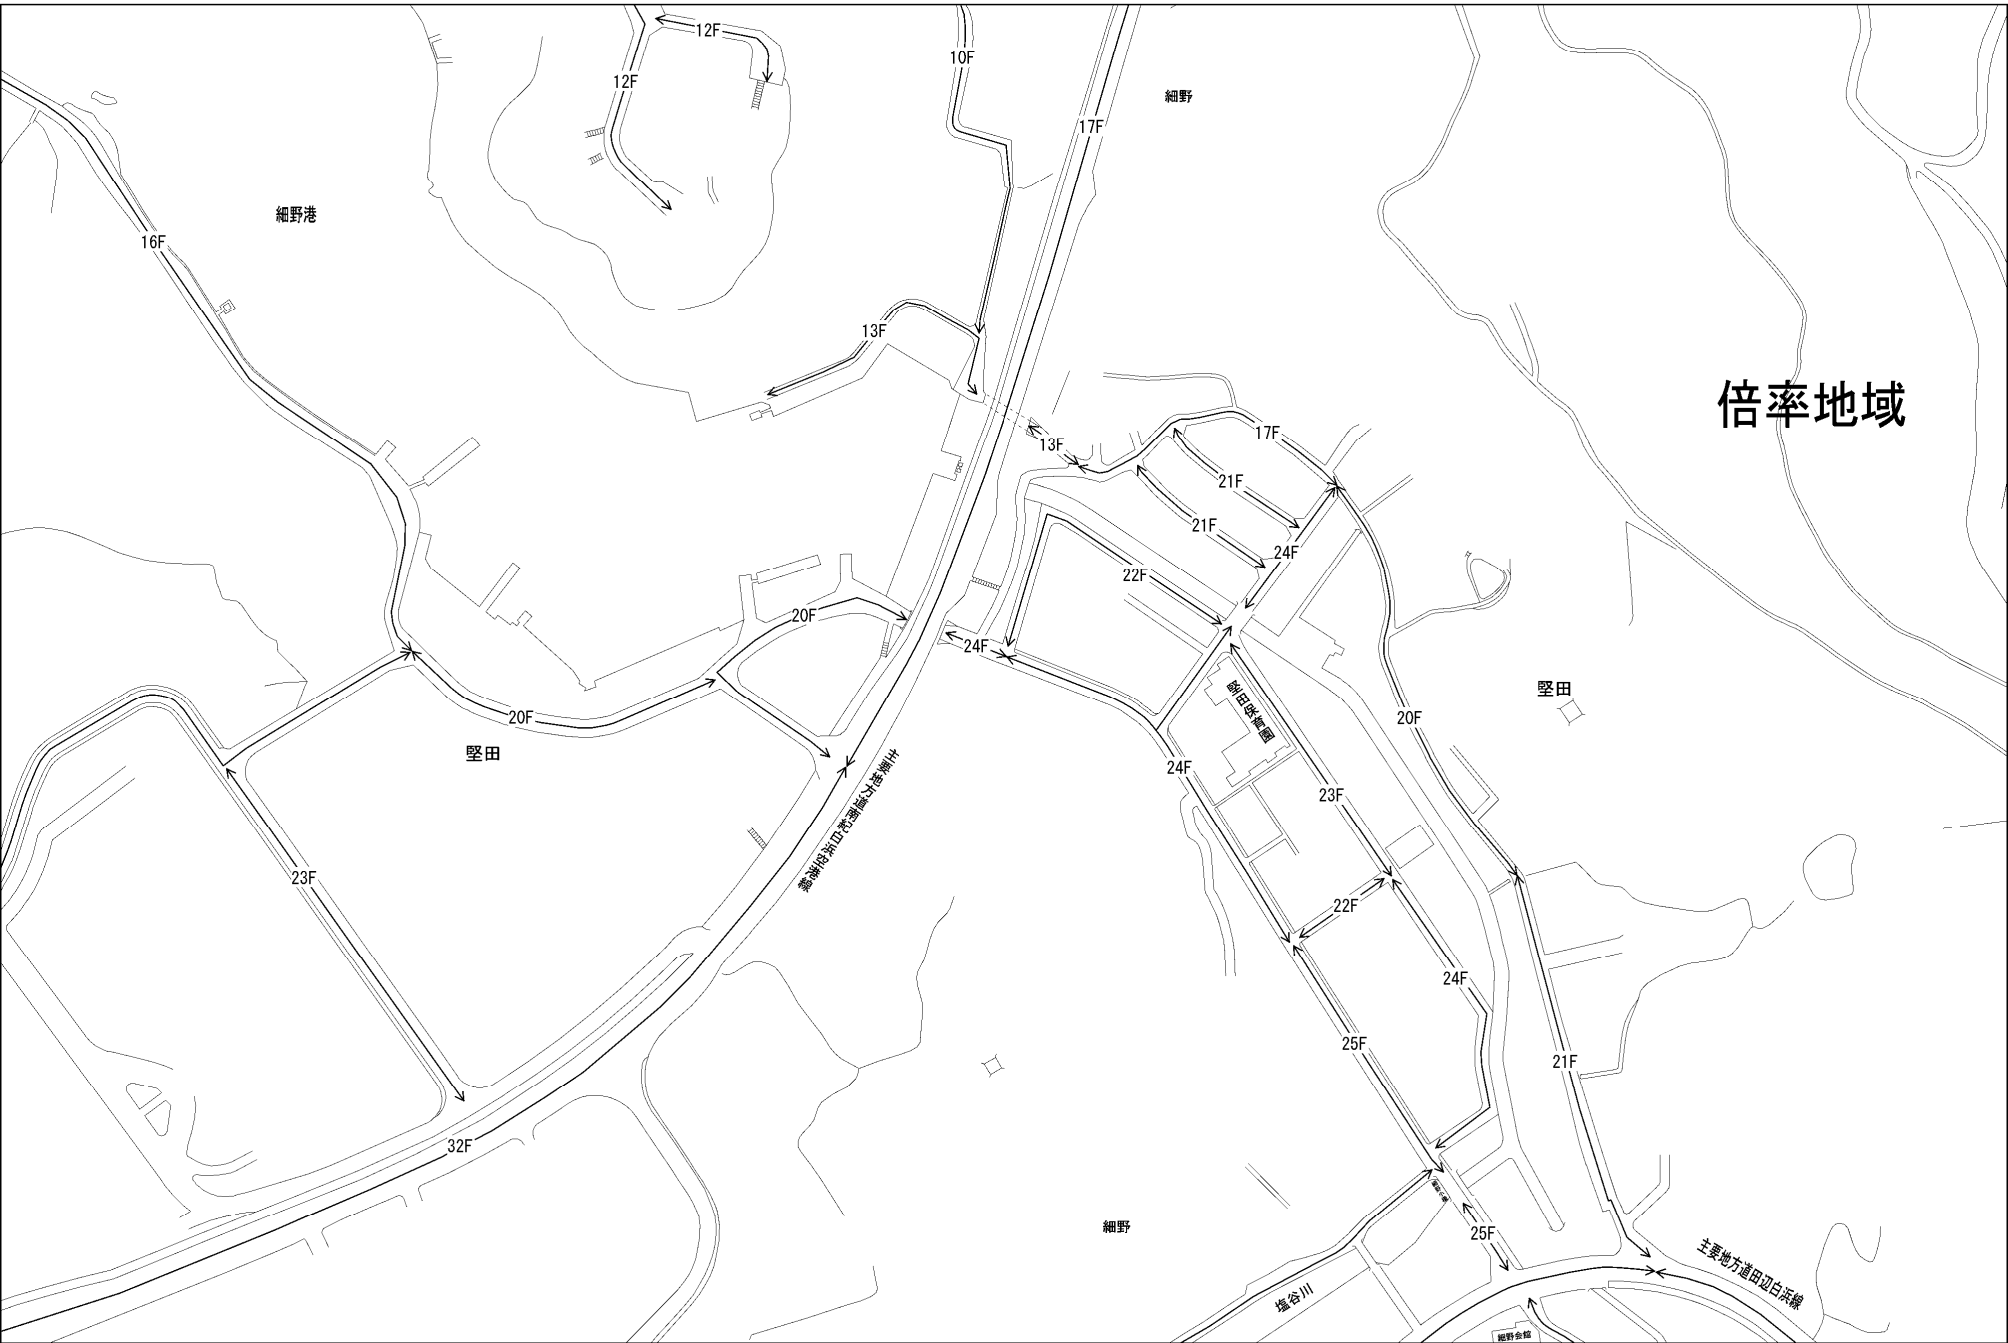 12F
10F
12F
細野
17F
細野港
16F
13F
倍率地域
17F
13F
21F
21F
24F
22F
20F
24F
堅田
堅田保育園
20F
20F
堅田
主要地方道南紀白浜空港線
24F
23F
23F
22F
24F
25F
21F
32F
細野
25F
主要地方道田辺白浜線
塩谷川
細野会館